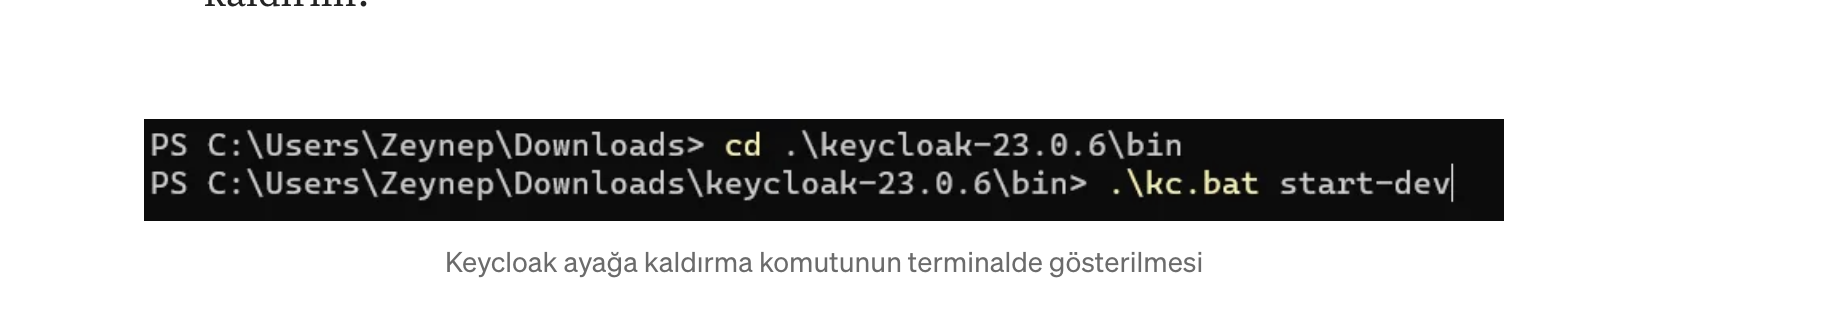 kaldırılır.
PS C:\Users\Zeynep\Downloads> cd .\keycloak-23.0.6\bin
PS C:\Users\Zeynep\Downloads\keycloak-23.0.6\bin> .\kc.bat start-dev
Keycloak ayağa kaldırma komutunun terminalde gösterilmesi